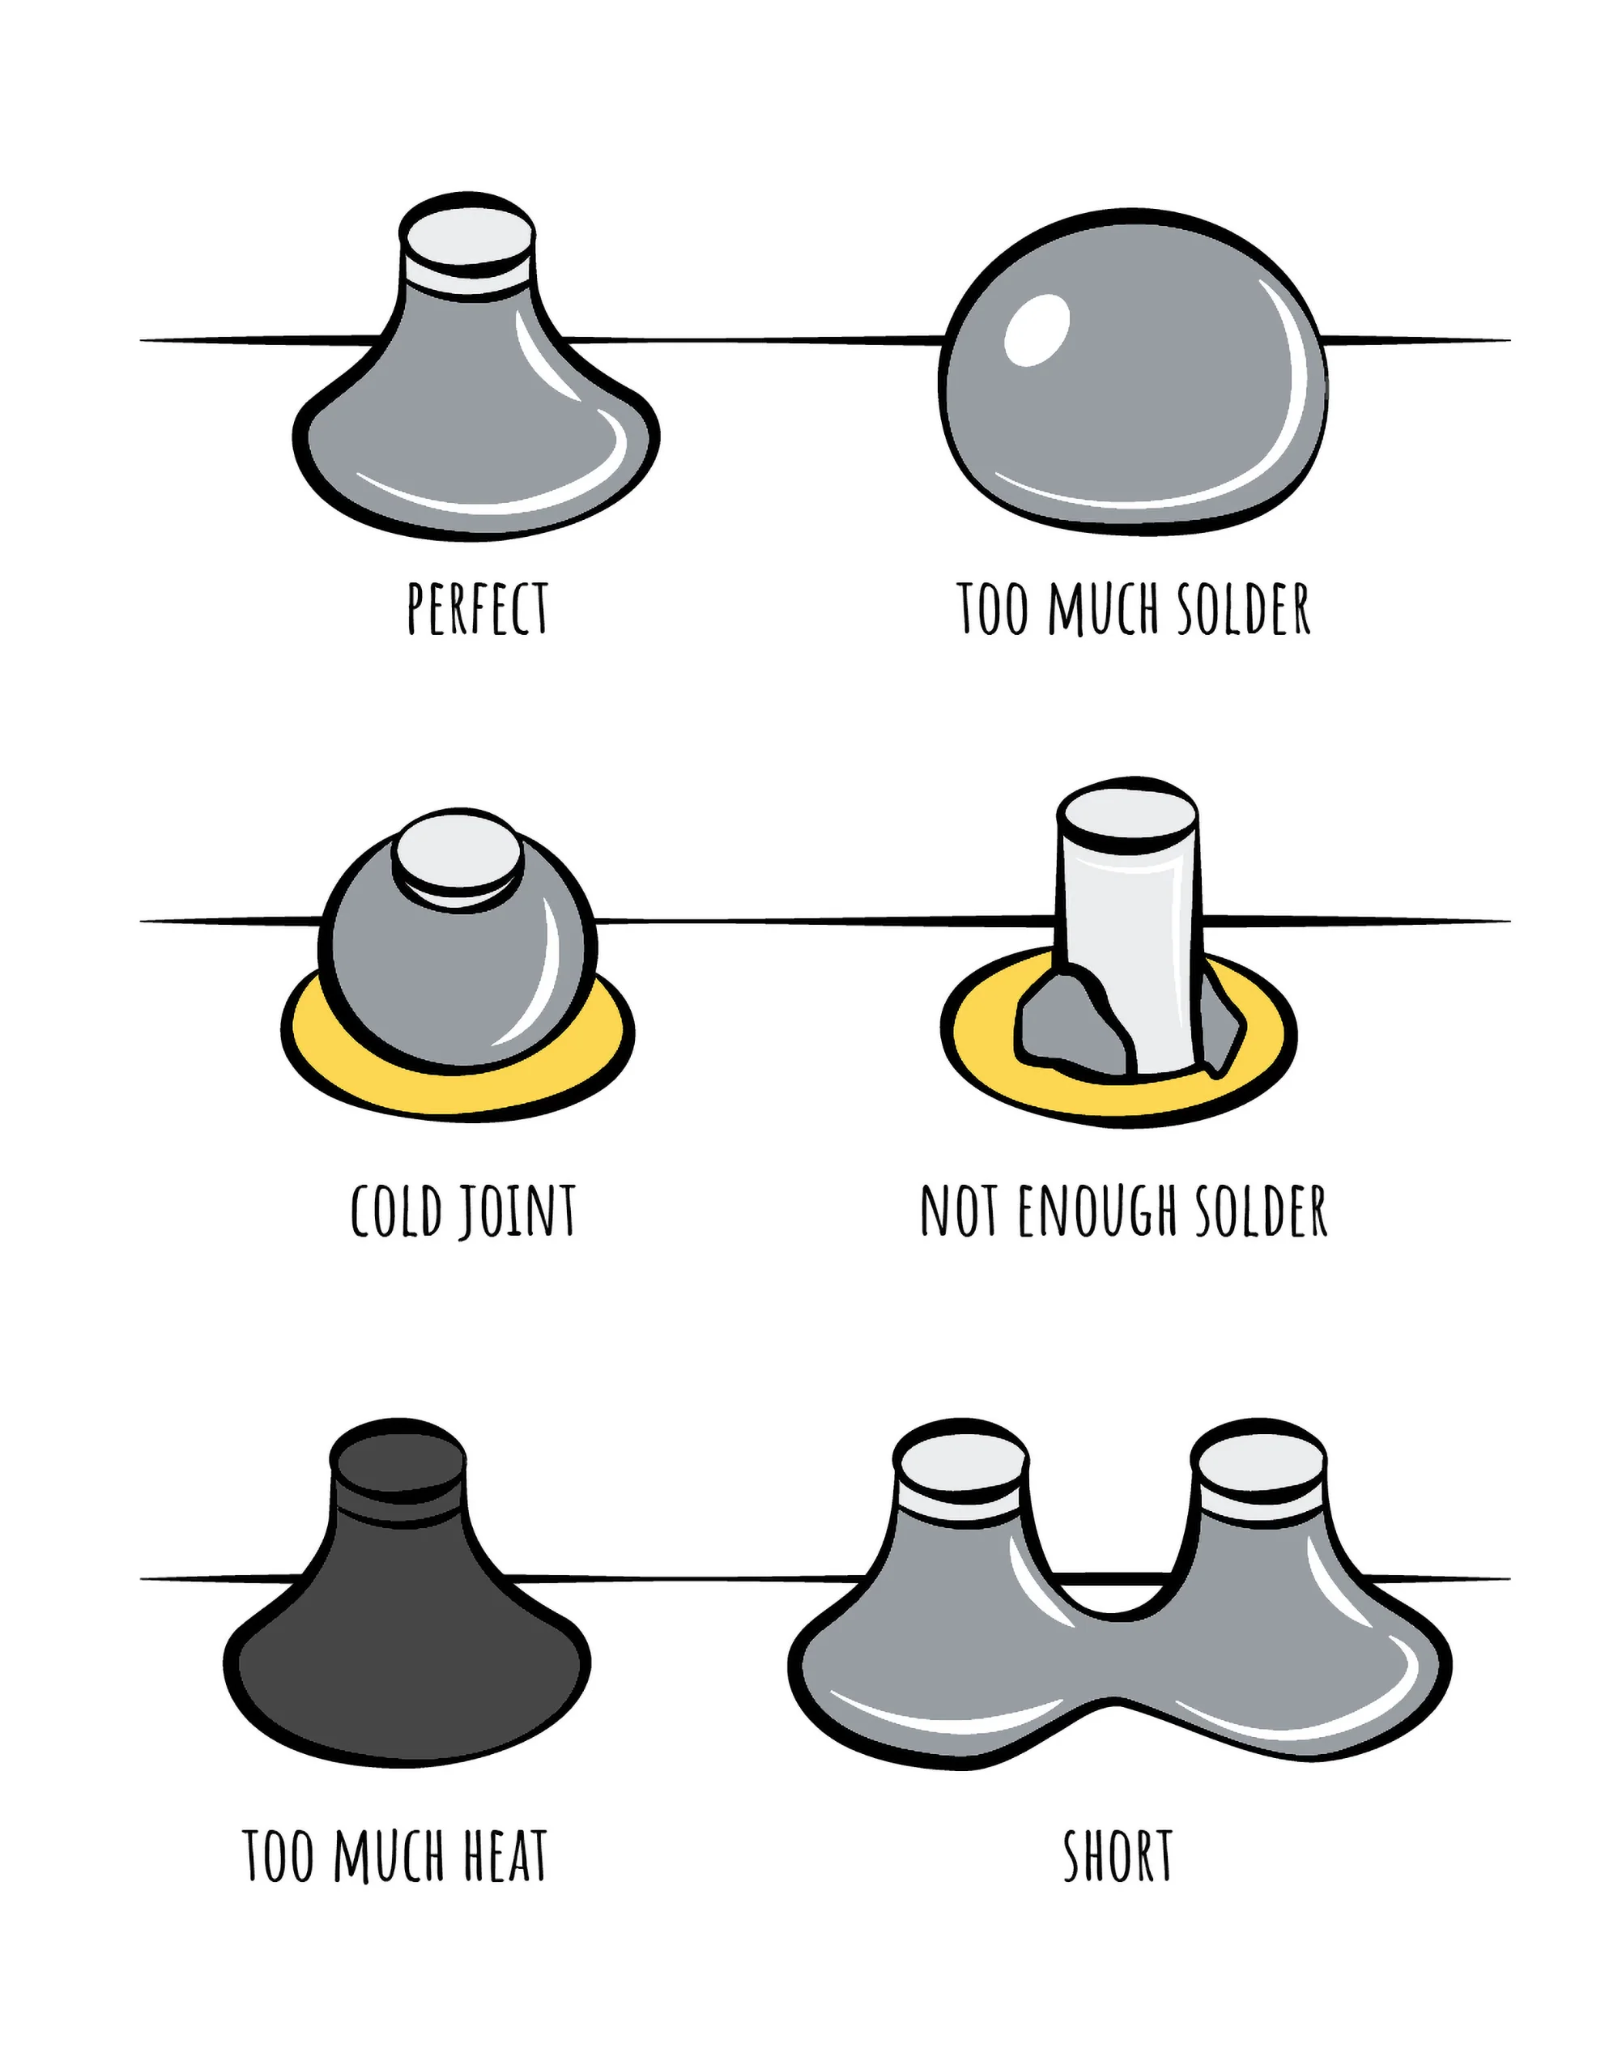 PERFECT
TOO MUCH SOLDER
COLD JOINT
NOT ENOUGH SOLDER
TOO MUCH HEAT
SHORT